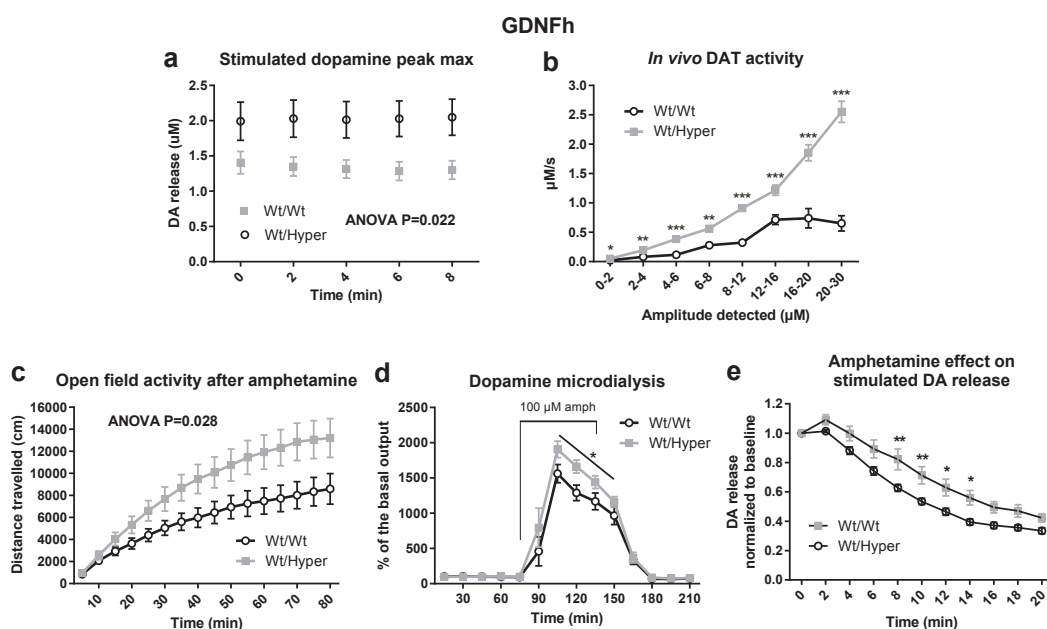 GDNFh
a
Stimulated dopamine peak max
DA release (uM)
2.5
2.0
1.5
1.0
0.5
0.0
Wt/Wt
Wt/Hyper
ANOVA P=0.022
0
2
4
6
8
Time (min)
b
In vivo DAT activity
µM/s
3.0
2.5
2.0
1.5
1.0
0.5
0.0
Wt/Wt
Wt/Hyper
*
**
***
**
***
***
***
***
0-2
2-4
4-6
6-8
8-12
12-16
16-20
20-30
Amplitude detected (µM)
c
Open field activity after amphetamine
Distance travelled (cm)
16000
14000
12000
10000
8000
6000
4000
2000
0
ANOVA P=0.028
Wt/Wt
Wt/Hyper
10
20
30
40
50
60
70
80
Time (min)
d
Dopamine microdialysis
% of the basal output
2500
2000
1500
1000
500
0
100 µM amph
Wt/Wt
Wt/Hyper
*
30
60
90
120
150
180
210
Time (min)
e
Amphetamine effect on
stimulated DA release
DA release
normalized to baseline
1.2
1.0
0.8
0.6
0.4
0.2
0.0
**
**
*
*
Wt/Wt
Wt/Hyper
0
2
4
6
8
10
12
14
16
18
20
Time (min)